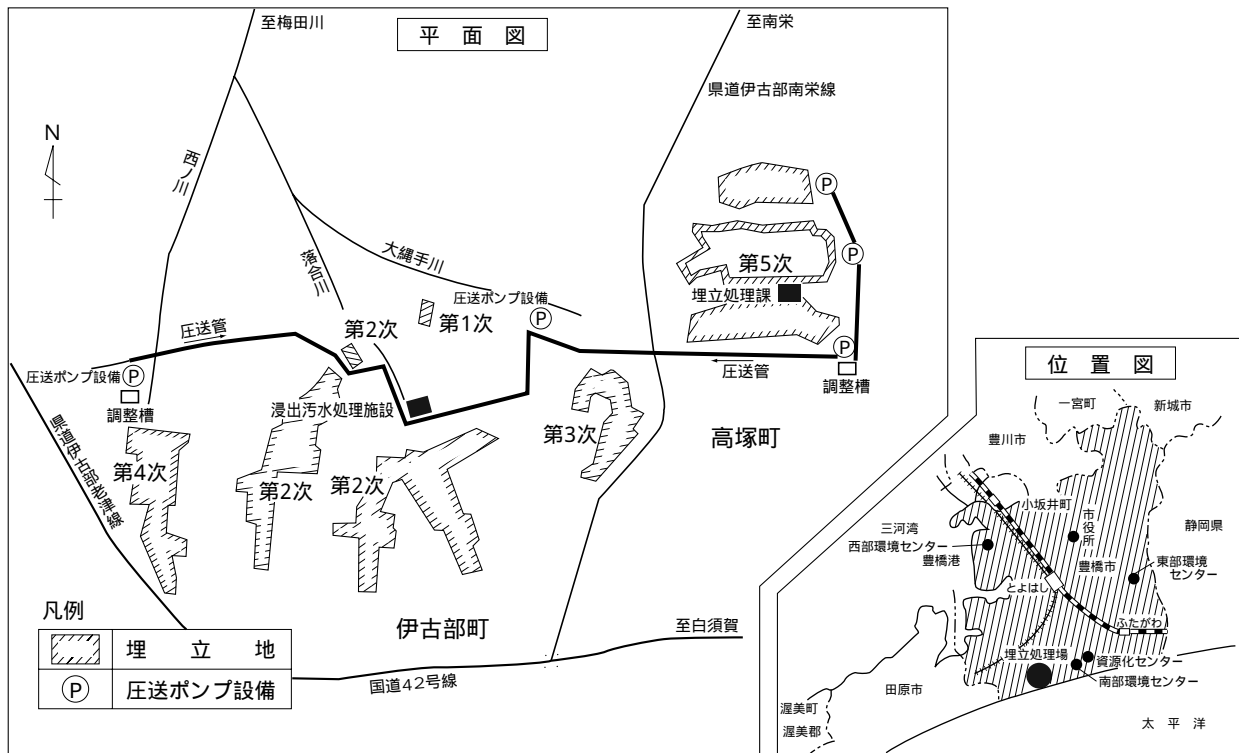 平面図
至梅田川
至南栄
県道伊古部南栄線
N
西ノ川
落合川
大縄手川
圧送ポンプ設備
P
第1次
第2次
圧送管
圧送ポンプ設備
P
調整槽
浸出汚水処理施設
第4次
第2次
第2次
第3次
県道伊古部老津線
P
P
第5次
埋立処理課
P
圧送管
調整槽
高塚町
伊古部町
至白須賀
国道42号線
凡例
埋立地
P 圧送ポンプ設備
位置図
一宮町
新城市
豊川市
小坂井町
市役所
静岡県
三河湾
西部環境センター
豊橋港
豊橋市
東部環境
センター
とよはし
ふたがわ
埋立処理場
資源化センター
南部環境センター
田原市
渥美町
渥美郡
太平洋